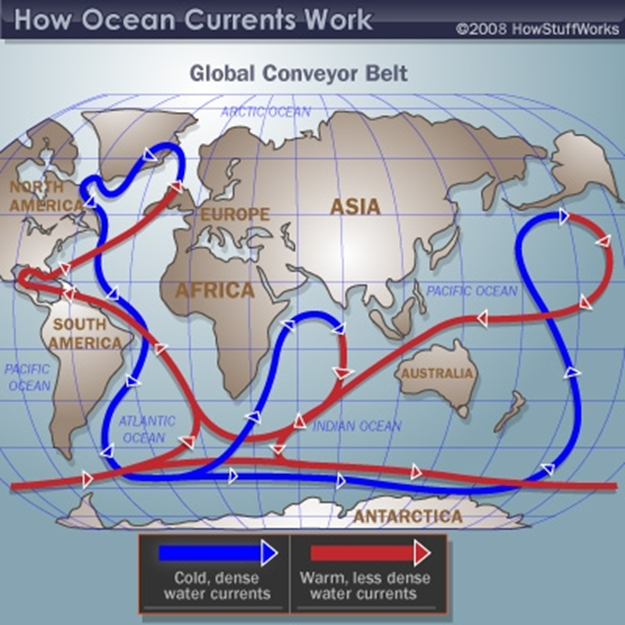 How Ocean Currents Work
©2008 HowStuffWorks
Global Conveyor Belt
ARCTIC OCEAN
NORTH
AMERICA
EUROPE
ASIA
AFRICA
PACIFIC OCEAN
SOUTH
AMERICA
PACIFIC
OCEAN
AUSTRALIA
ATLANTIC
OCEAN
INDIAN OCEAN
ANTARCTICA
Cold, dense
water currents
Warm, less dense
water currents